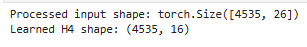 Processed input shape: torch.Size([4535, 26])
Learned H4 shape: (4535, 16)